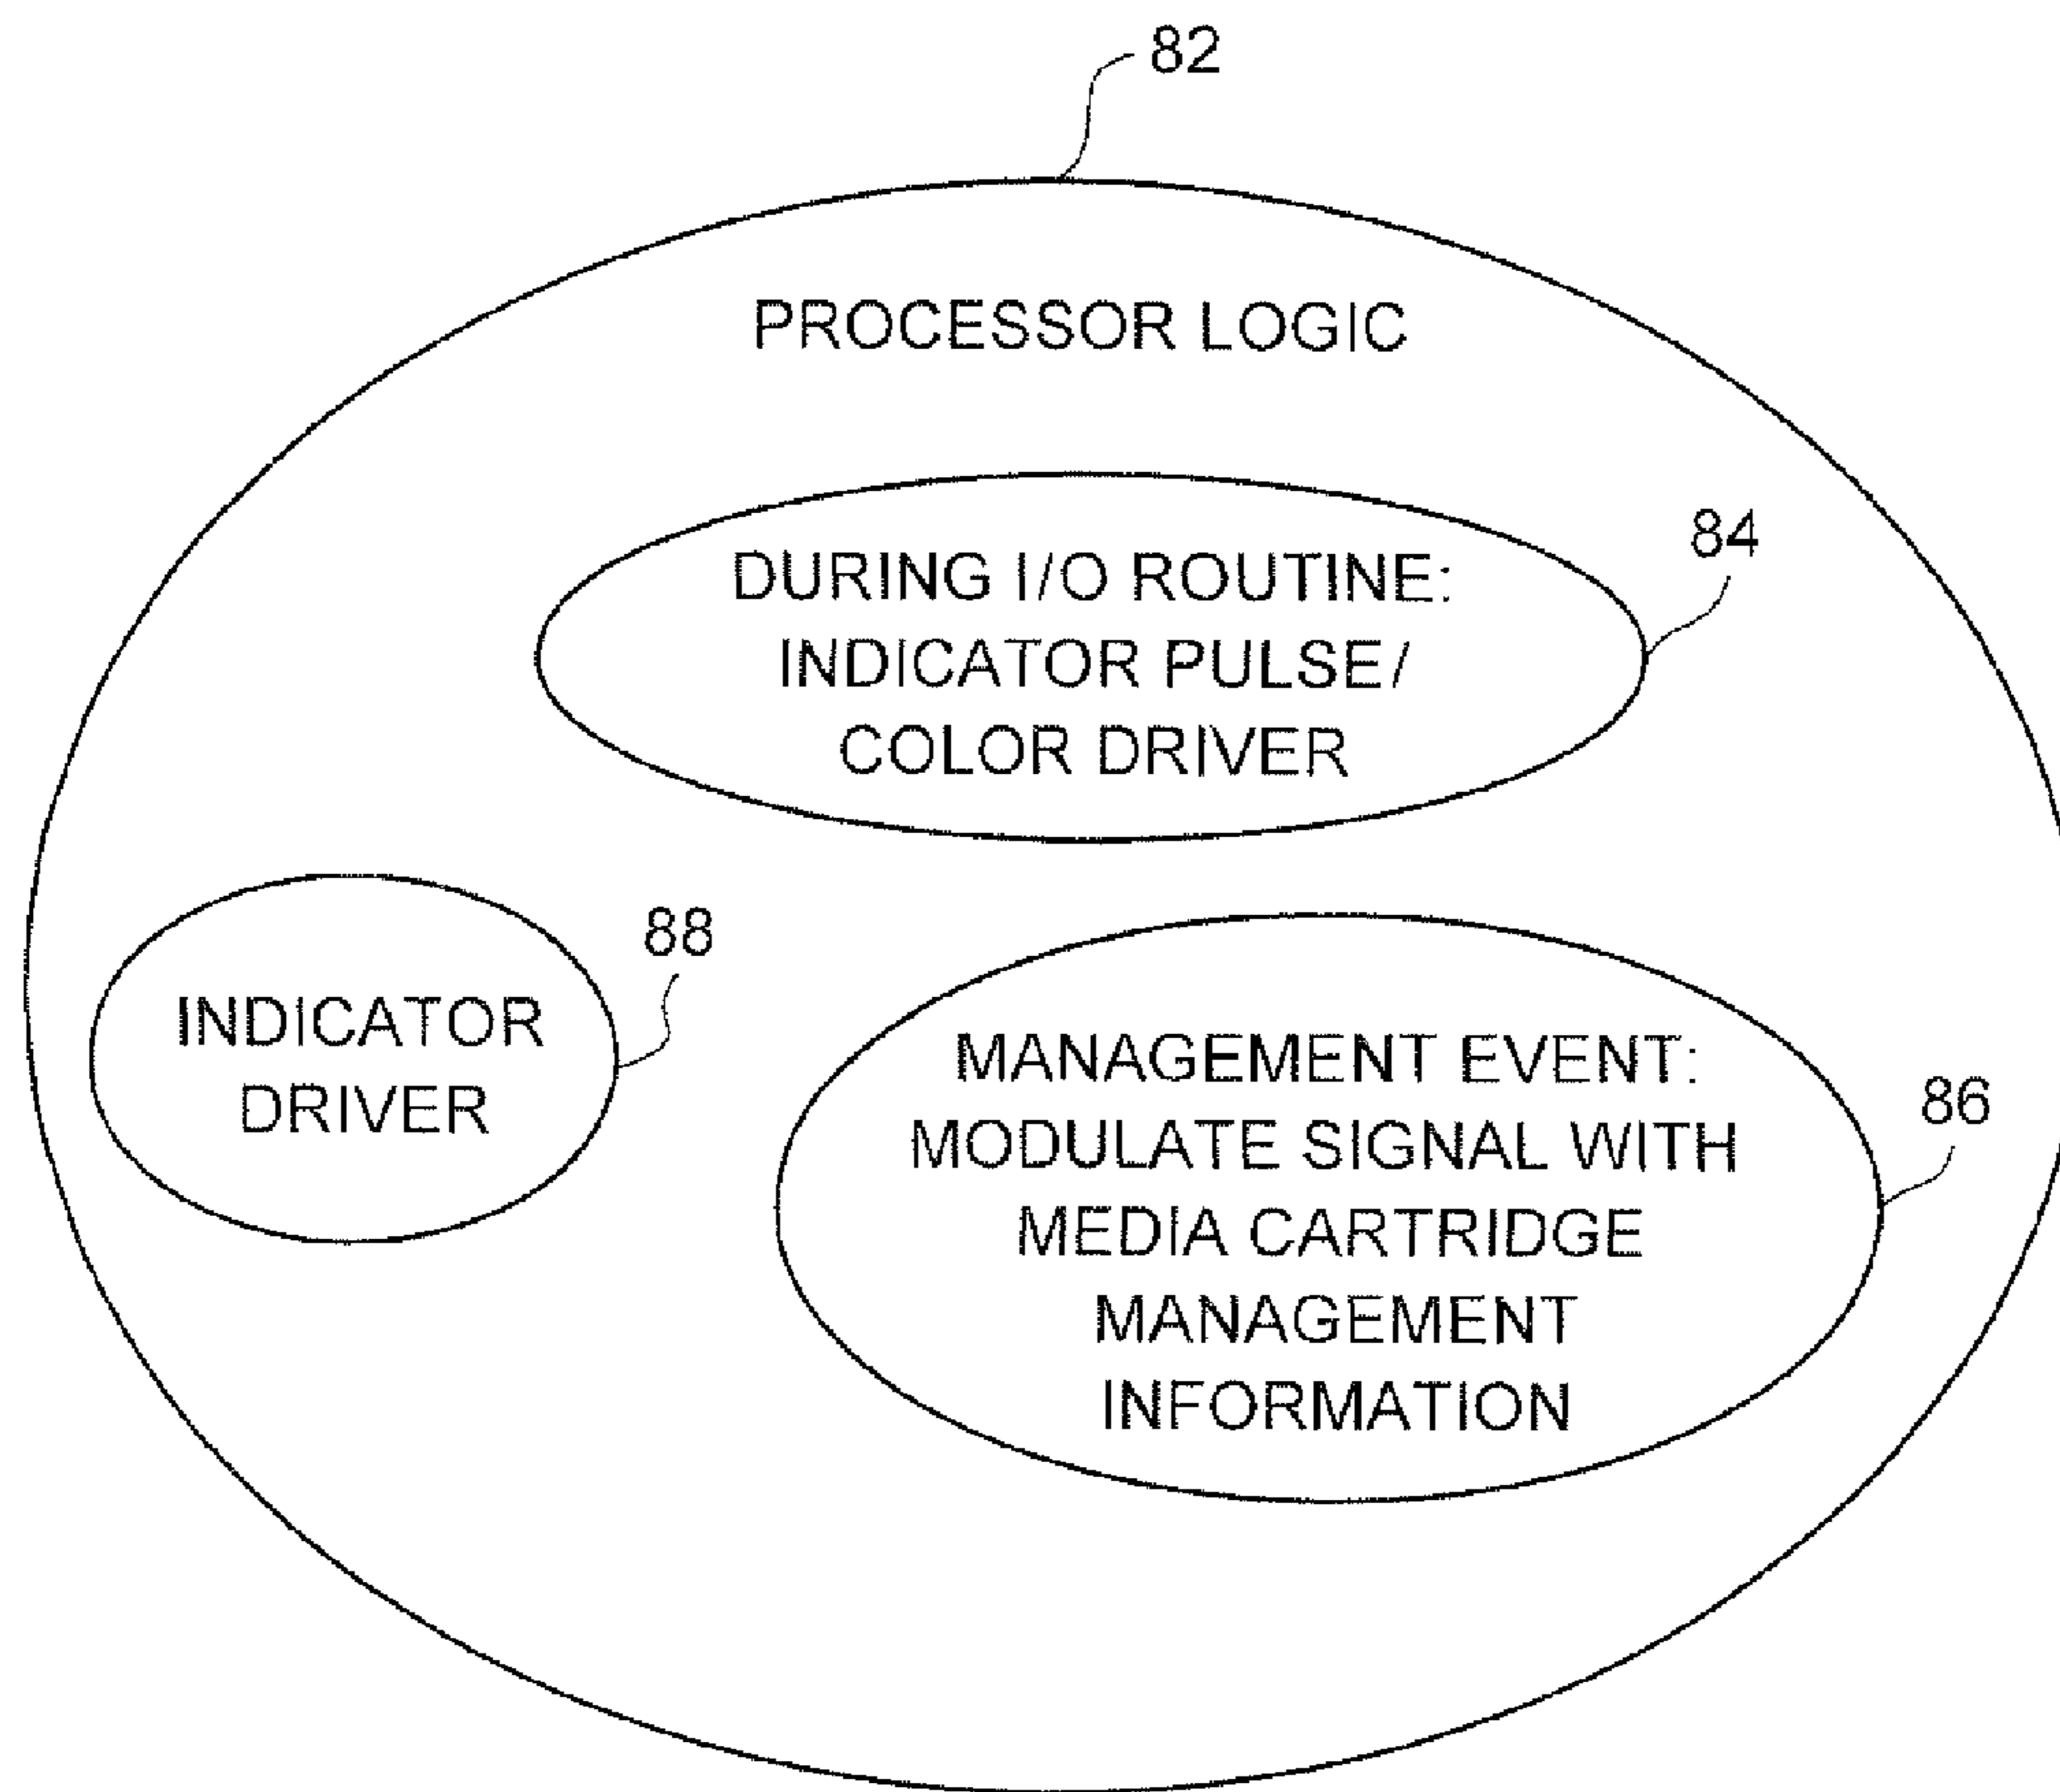 82
PROCESSOR LOGIC
84
DURING I/O ROUTINE:
INDICATOR PULSE/
COLOR DRIVER
88
INDICATOR
DRIVER
86
MANAGEMENT EVENT:
MODULATE SIGNAL WITH
MEDIA CARTRIDGE
MANAGEMENT
INFORMATION